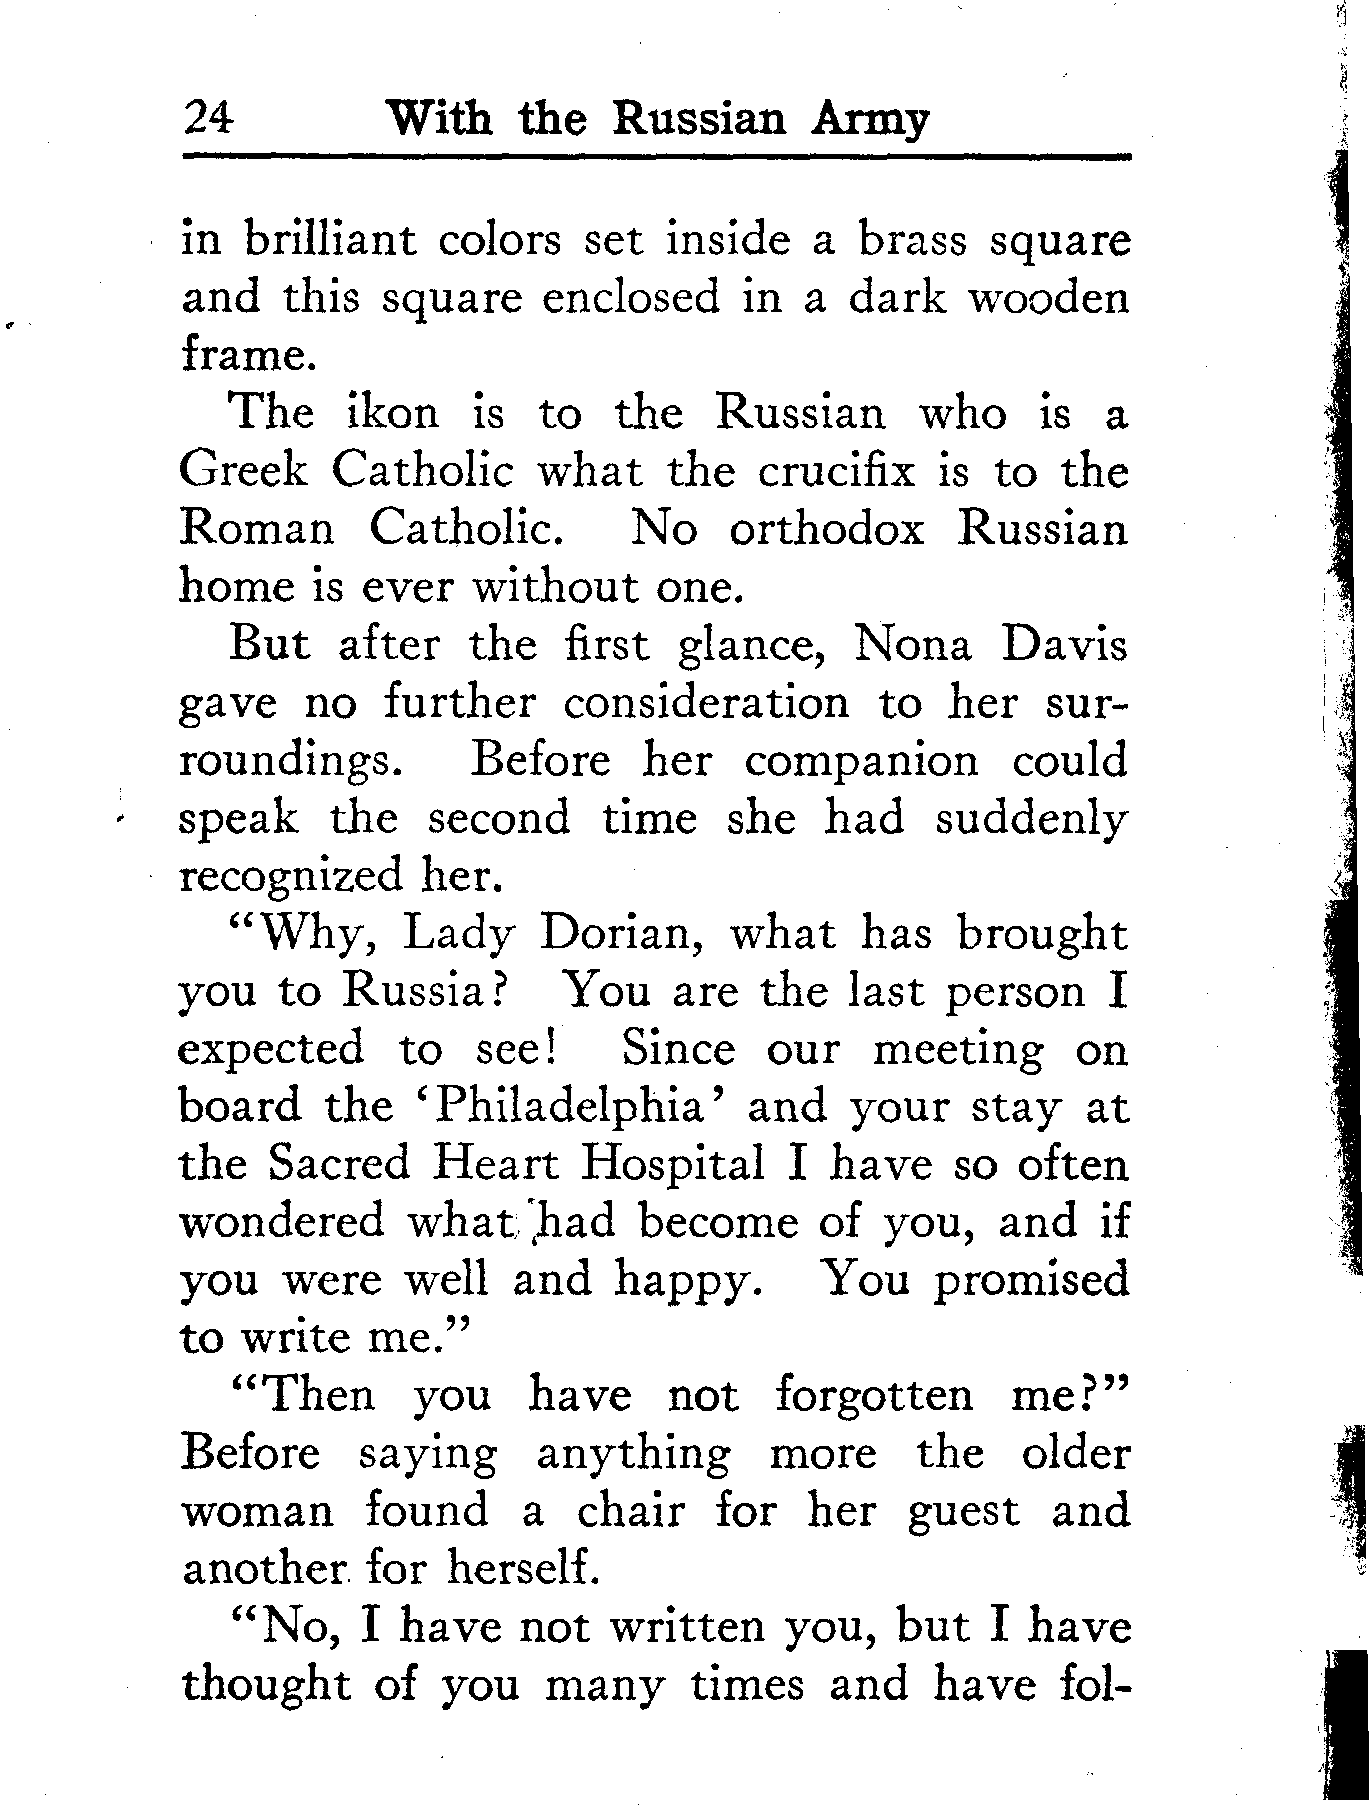 24 With the Russian Army
in brilliant colors set inside a brass square
and this square enclosed in a dark wooden
frame.
The ikon is to the Russian who is a
Greek Catholic what the crucifix is to the
Roman Catholic. No orthodox Russian
home is ever without one.
But after the first glance, Nona Davis
gave no further consideration to her sur-
roundings. Before her companion could
speak the second time she had suddenly
recognized her.
“Why, Lady Dorian, what has brought
you to Russia? You are the last person I
expected to see! Since our meeting on
board the ‘Philadelphia’ and your stay at
the Sacred Heart Hospital I have so often
wondered what had become of you, and if
you were well and happy. You promised
to write me.”
“Then you have not forgotten me?”
Before saying anything more the older
woman found a chair for her guest and
another for herself.
“No, I have not written you, but I have
thought of you many times and have fol-